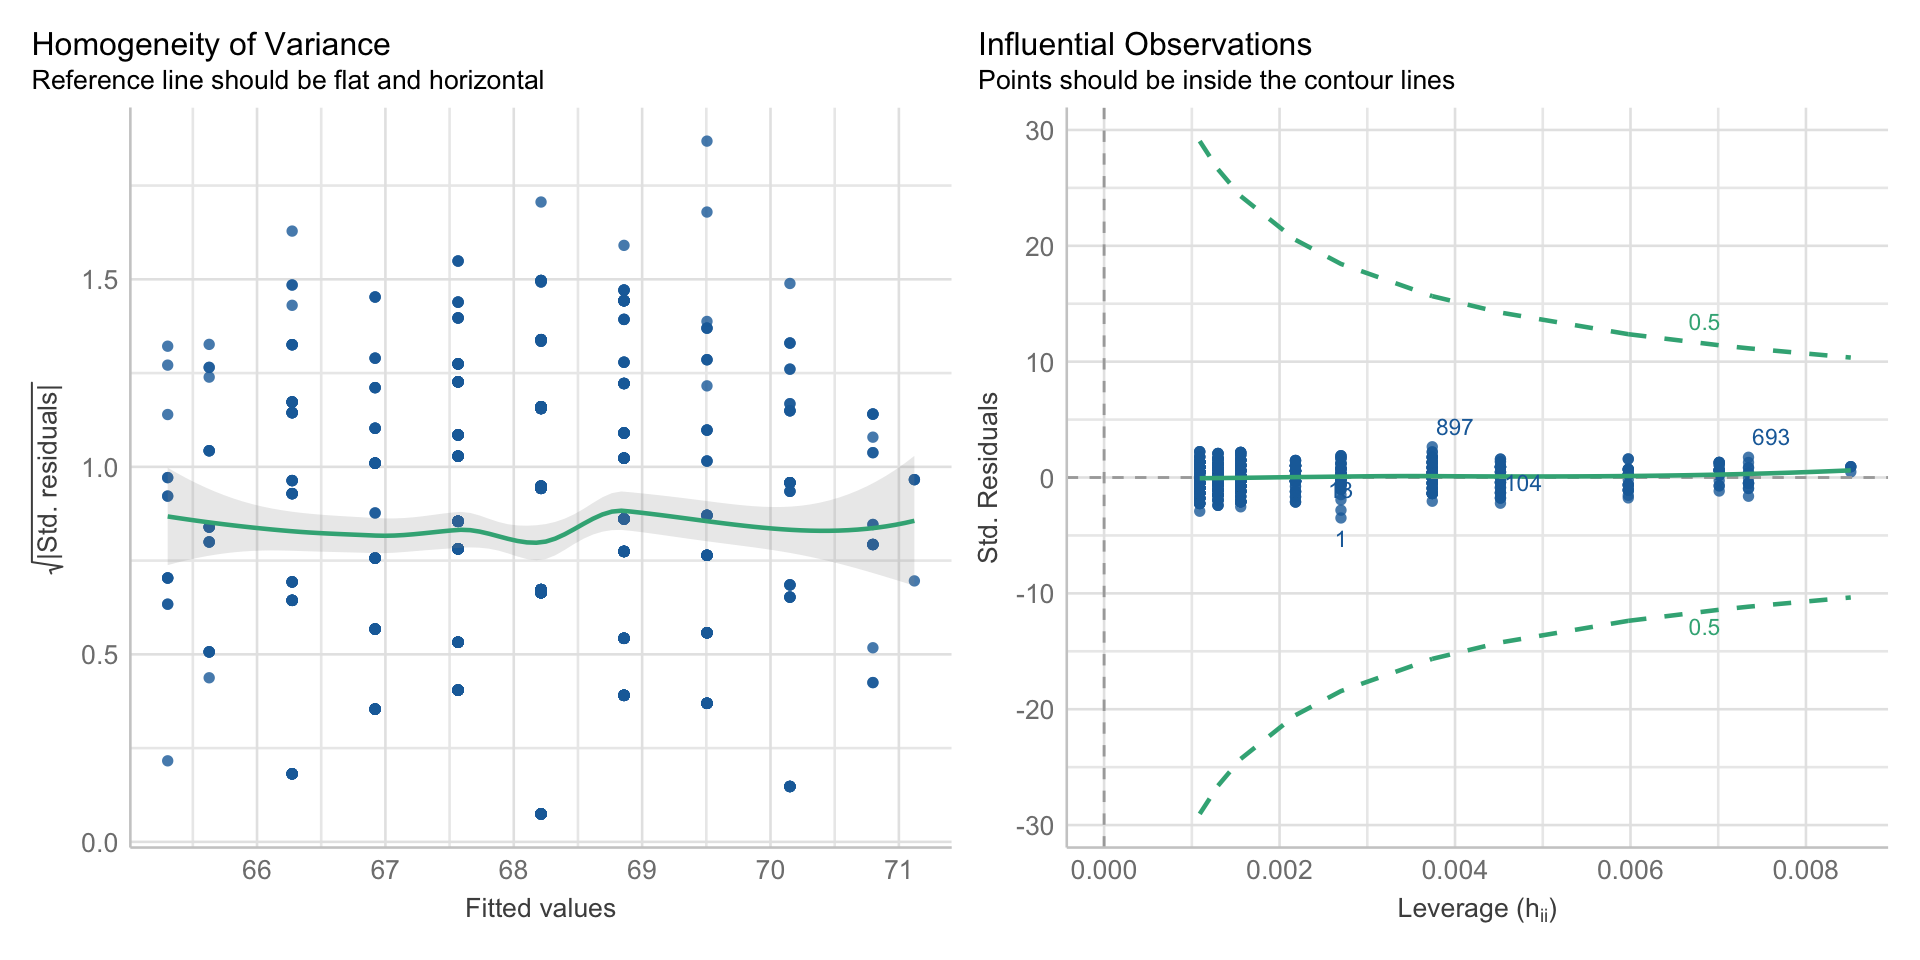 Homogeneity of Variance
Reference line should be flat and horizontal
√|Std. residuals|
1.5
1.0
0.5
0.0
66 67 68 69 70 71
Fitted values
Influential Observations
Points should be inside the contour lines
Std. Residuals
30
20
10
0
-10
-20
-30
0.5
897
693
104
1
0.5
0.000 0.002 0.004 0.006 0.008
Leverage (hii)